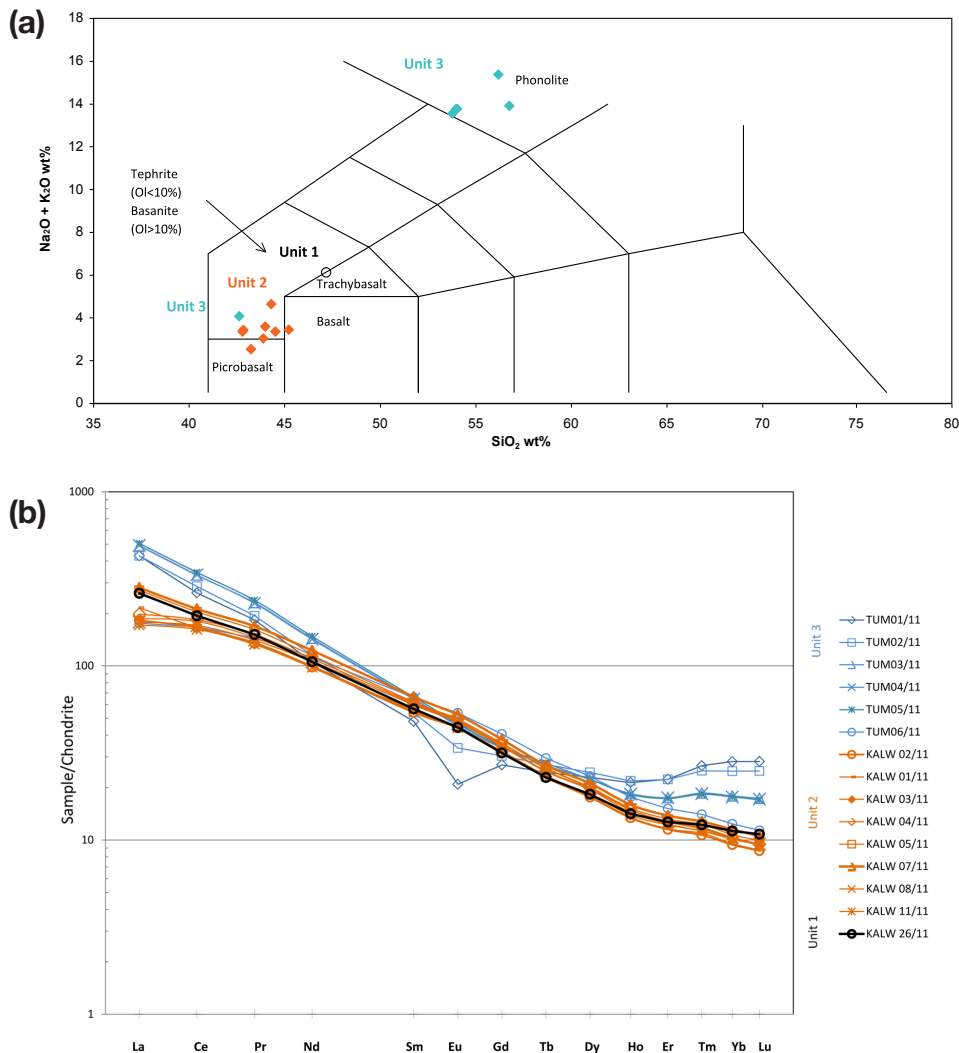 (a)
18
16
14
12
10
8
6
4
2
0
Na₂O + K₂O wt%
Unit 3
Phonolite
Tephrite
(Ol<10%)
Basanite
(Ol>10%)
Unit 1
Unit 2
Trachybasalt
Unit 3
Basalt
Picrobasalt
35 40 45 50 55 60 65 70 75 80
SiO₂ wt%
(b)
1000
100
10
1
Sample/Chondrite
La Ce Pr Nd Sm Eu Gd Tb Dy Ho Er Tm Yb Lu
Unit 3
Unit 2
Unit 1
TUM01/11
TUM02/11
TUM03/11
TUM04/11
TUM05/11
TUM06/11
KALW 02/11
KALW 01/11
KALW 03/11
KALW 04/11
KALW 05/11
KALW 07/11
KALW 08/11
KALW 11/11
KALW 26/11